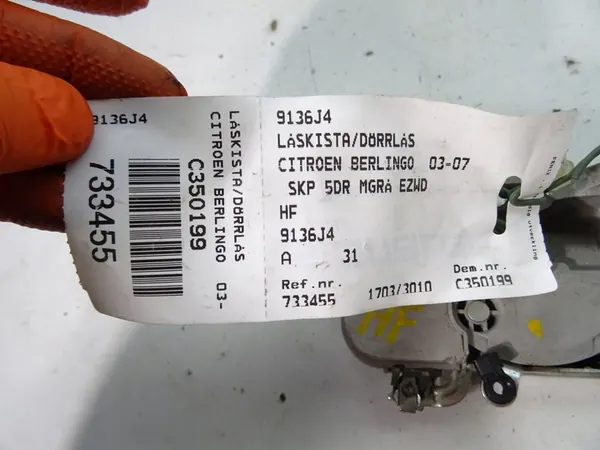 9136J4
LÅSKISTA/DÖRRLÅS
CITROEN BERLINGO 03-
C350199
733455
9136J4
LÅSKISTA/DÖRRLÅS
CITROEN BERLINGO 03-07
SKP 5DR MGRÅ EZWD
HF
9136J4
A 31
Ref.nr. Dem.nr.
733455 1703/3010 C350199
HF